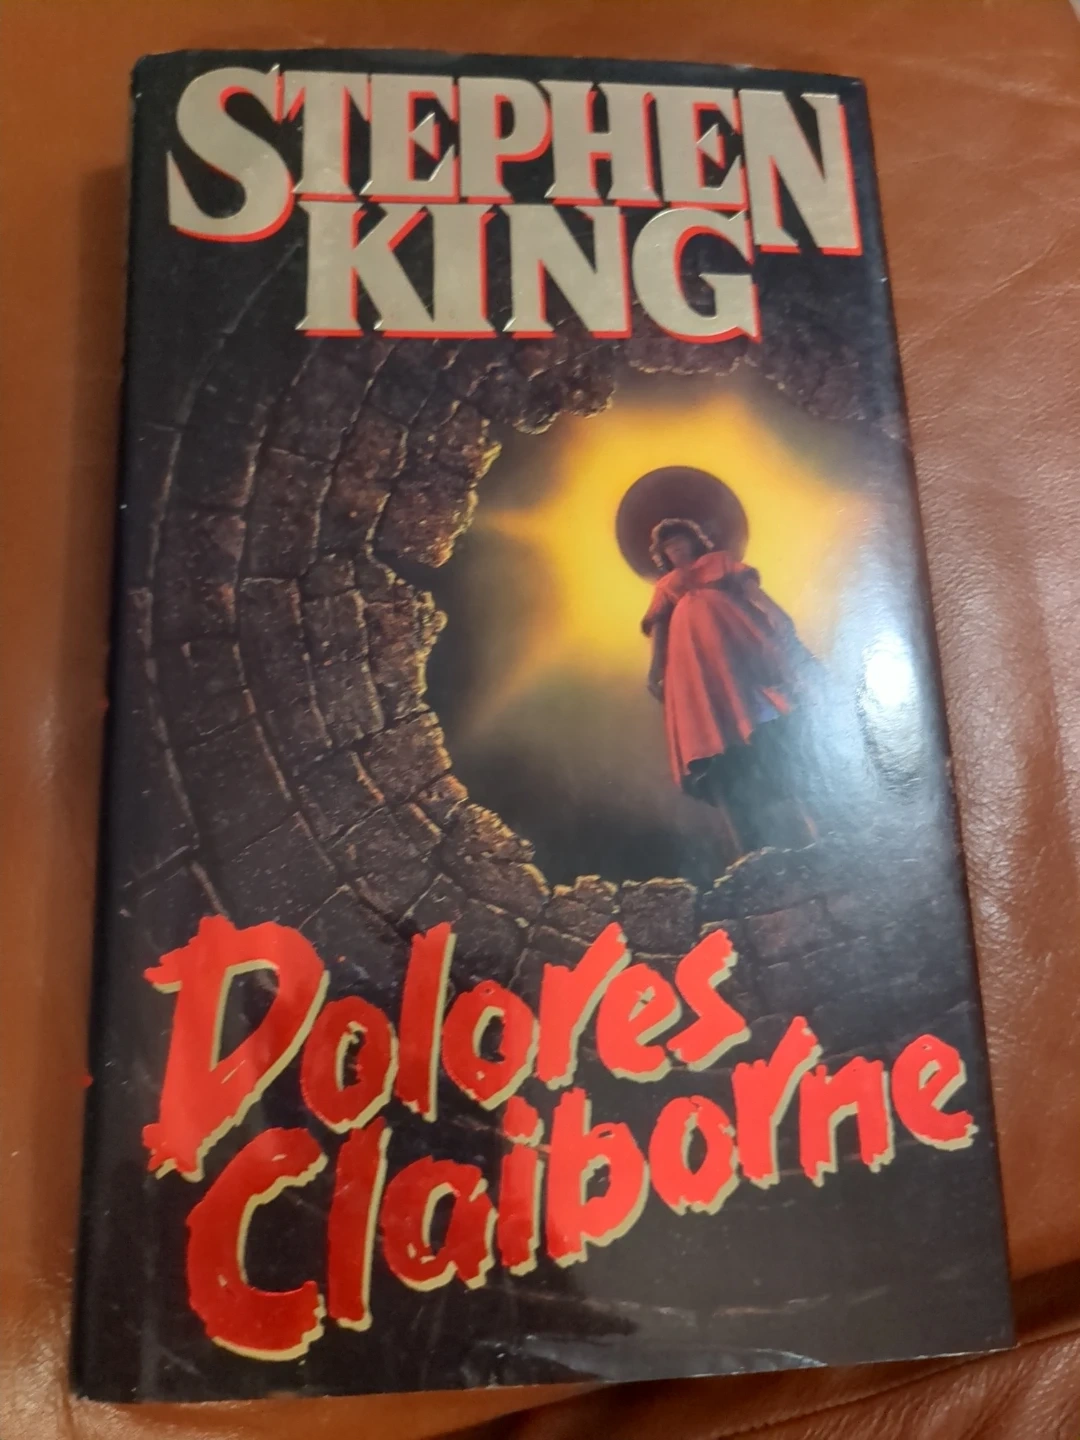 STEPHEN
KING
Dolores
Claiborne